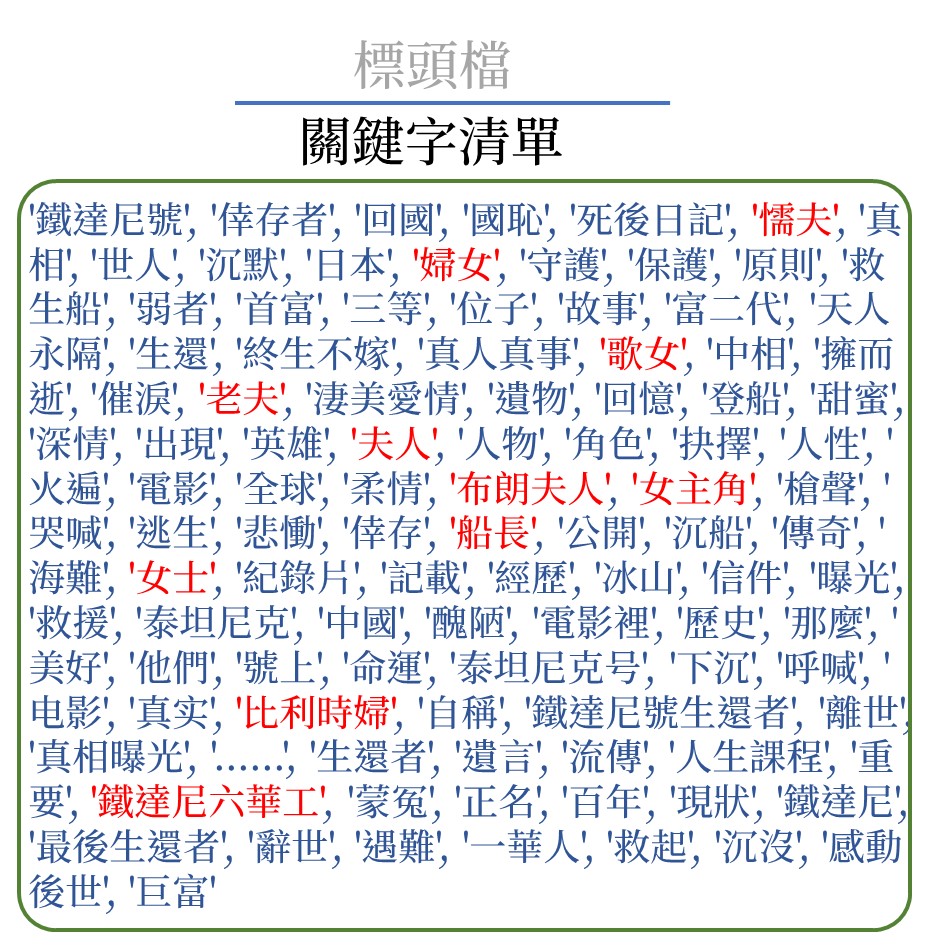 標頭檔
關鍵字清單
'鐵達尼號', '倖存者', '回國', '國恥', '死後日記', '懦夫', '真
相', '世人', '沉默', '日本', '婦女', '守護', '保護', '原則', '救
生船', '弱者', '首富', '三等', '位子', '故事', '富二代', '天人
永隔', '生還', '終生不嫁', '真人真事', '歌女', '中相', '擁而
逝', '催淚', '老夫', '淒美愛情', '遺物', '回憶', '登船', '甜蜜',
'深情', '出現', '英雄', '夫人', '人物', '角色', '抉擇', '人性', '
火遍', '電影', '全球', '柔情', '布朗夫人', '女主角', '槍聲', '
哭喊', '逃生', '悲慟', '倖存', '船長', '公開', '沉船', '傳奇', '
海難', '女士', '紀錄片', '記載', '經歷', '冰山', '信件', '曝光',
'救援', '泰坦尼克', '中國', '醜陋', '電影裡', '歷史', '那麼', '
美好', '他們', '號上', '命運', '泰坦尼克号', '下沉', '呼喊', '
电影', '真实', '比利時婦', '自稱', '鐵達尼號生還者', '離世',
'真相曝光', '......', '生還者', '遺言', '流傳', '人生課程', '重
要', '鐵達尼六華工', '蒙冤', '正名', '百年', '現狀', '鐵達尼',
'最後生還者', '辭世', '遇難', '一華人', '救起', '沉沒', '感動
後世', '巨富'